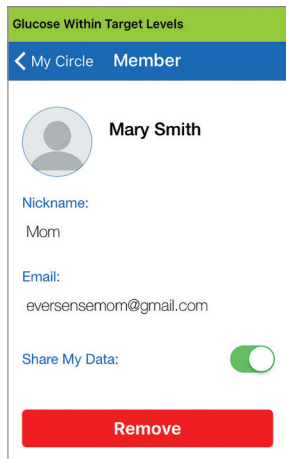 Glucose Within Target Levels
My Circle Member
Mary Smith
Nickname:
Mom
Email:
eversensemom@gmail.com
Share My Data:
Remove